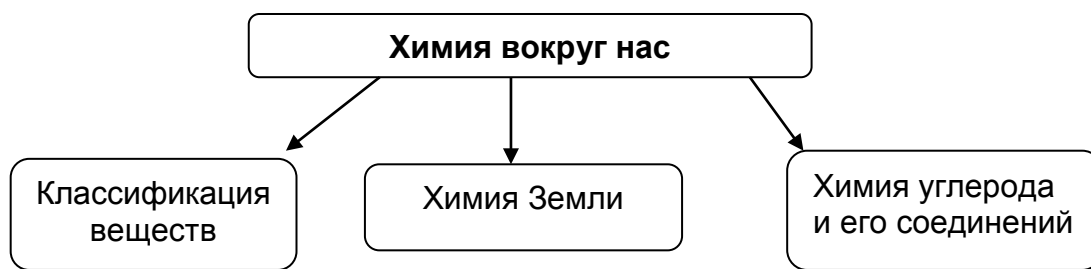 Химия вокруг нас
Классификация
веществ
Химия Земли
Химия углерода
и его соединений